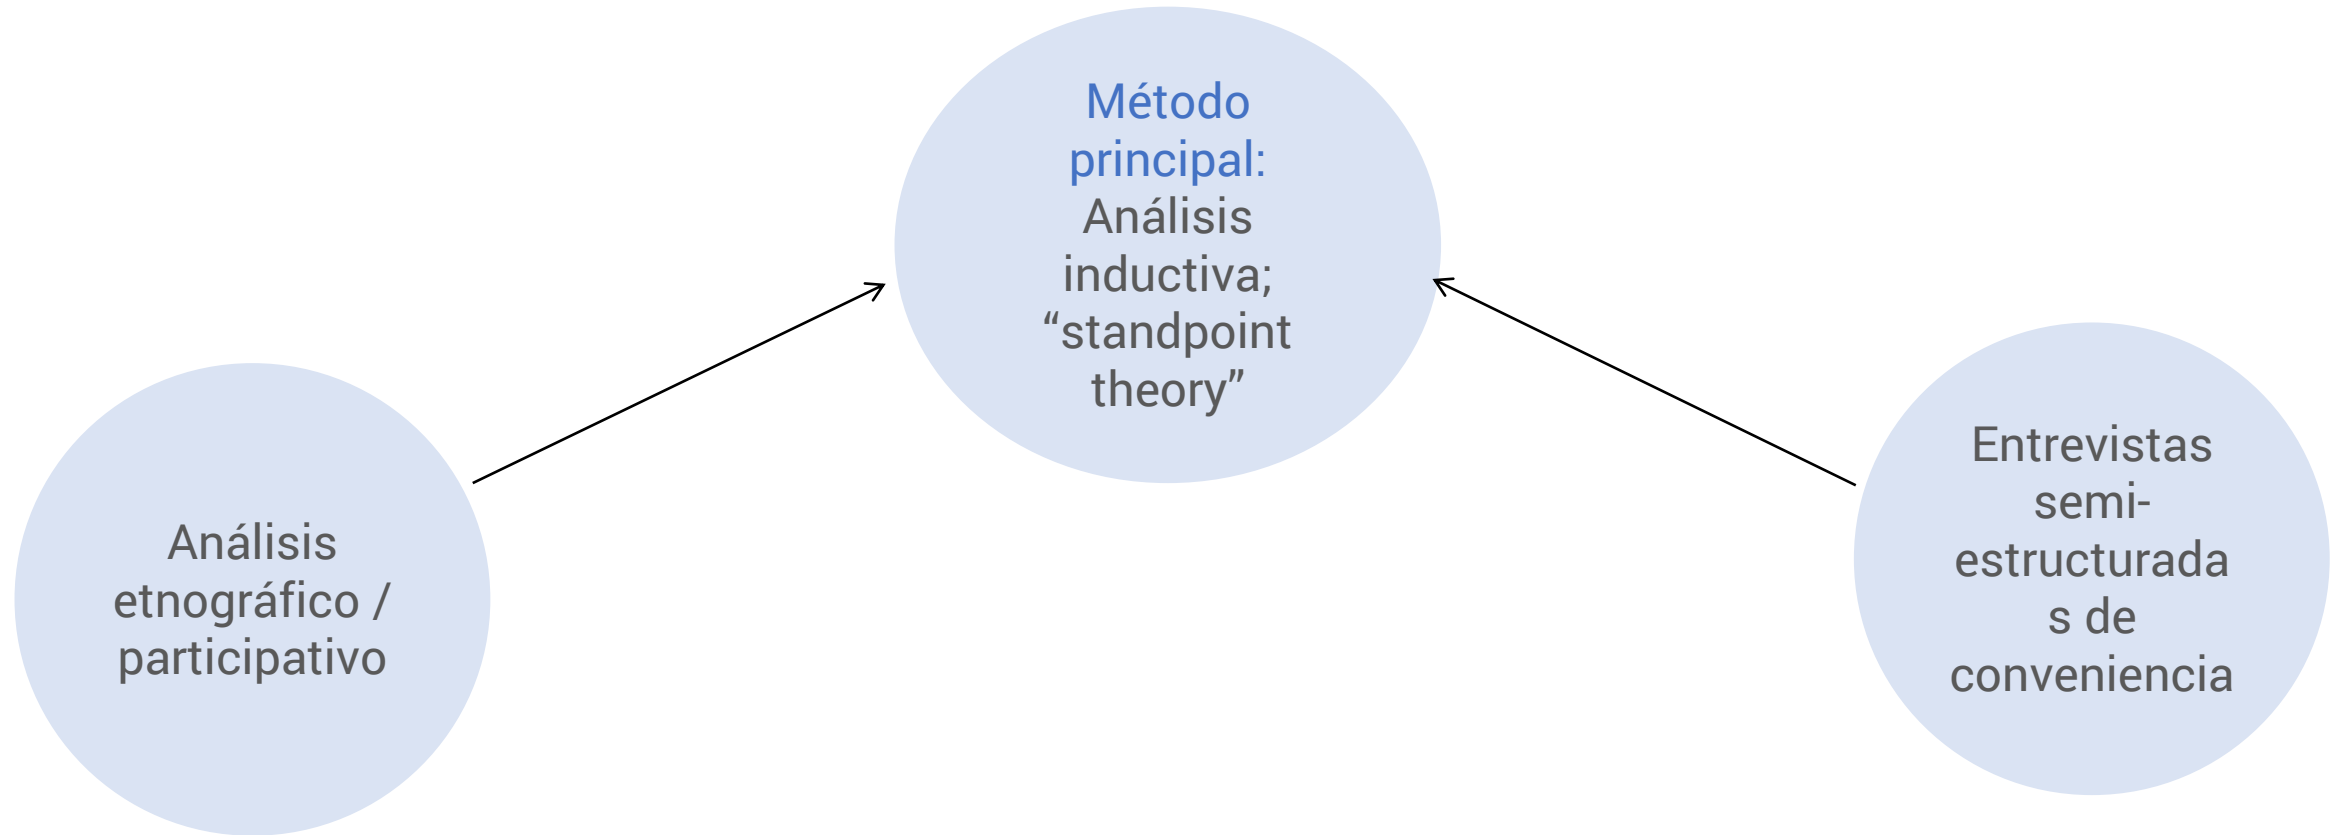 Método
principal:
Análisis
inductiva;
“standpoint
theory”
Análisis
etnográfico /
participativo
Entrevistas
semi-
estructurada
s de
conveniencia